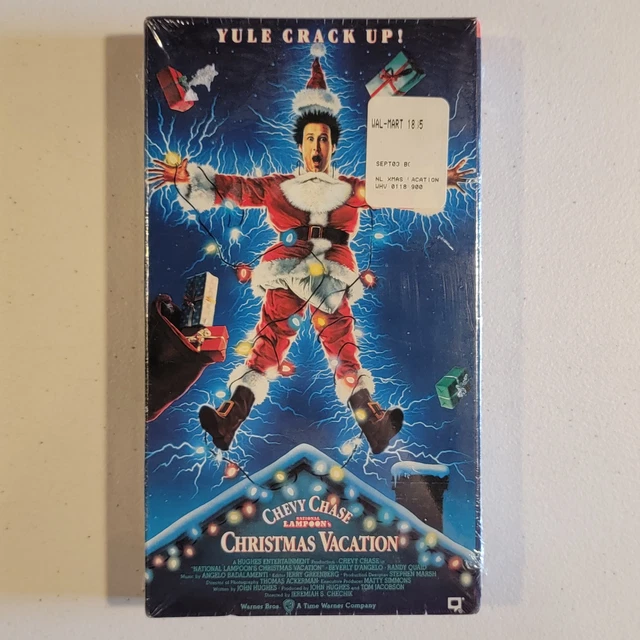 YULE CRACK UP!
WAL-MART 18/5
SEPT03
NL XMAS VACATION
WHV 0118 900
CHEVY CHASE
NATIONAL
LAMPOON's
CHRISTMAS VACATION
A HUGHES ENTERTAINMENT Production CHEVY CHASE in
"NATIONAL LAMPOON'S CHRISTMAS VACATION" · BEVERLY D'ANGELO · RANDY QUAID
Music by ANGELO BADALAMENTI · Editor JERRY GREENBERG · Production Designer STEPHEN MARSH
Director of Photography THOMAS ACKERMAN · Executive Producer MATTY SIMMONS
Written by JOHN HUGHES · Produced by JOHN HUGHES and TOM JACOBSON
Directed by JEREMIAH S. CHECHIK
Warner Bros. A Time Warner Company